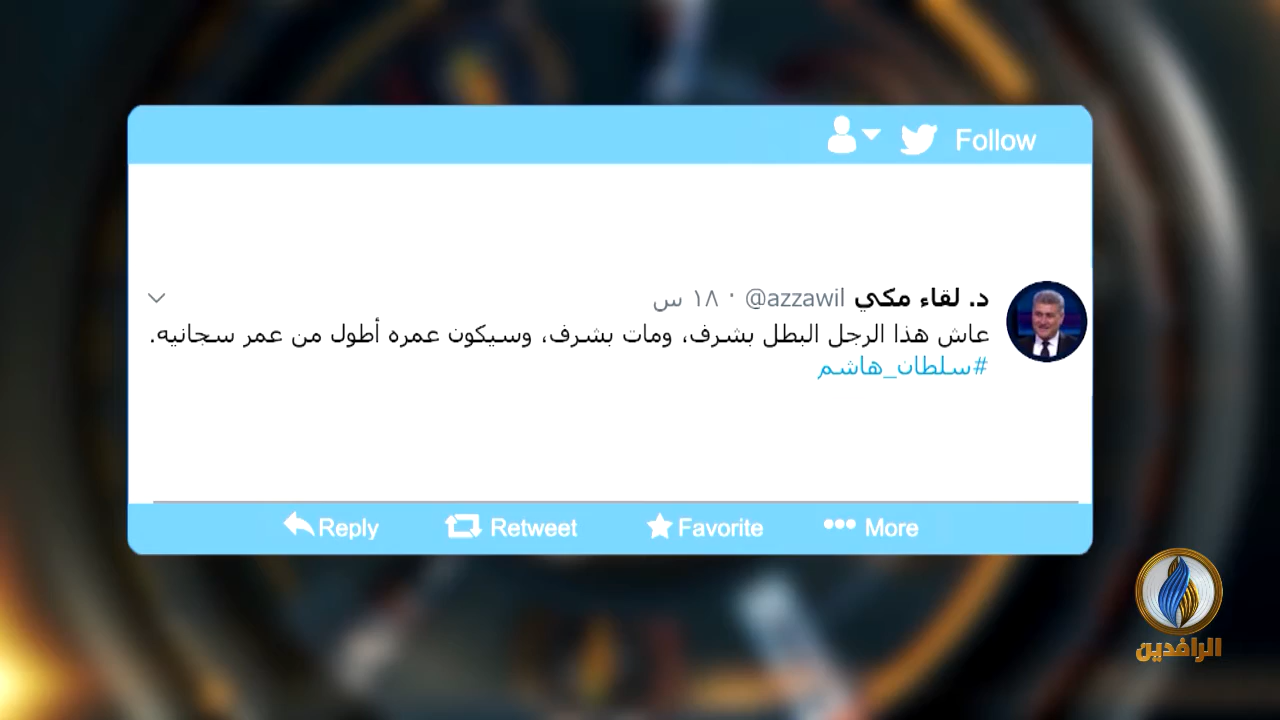 Follow
د. لقاء مكي @azzawil · ١٨ س
عاش هذا الرجل البطل بشرف، ومات بشرف، وسيكون عمره أطول من عمر سجانيه.
#سلطان_هاشم
Reply Retweet Favorite More
الرافدين